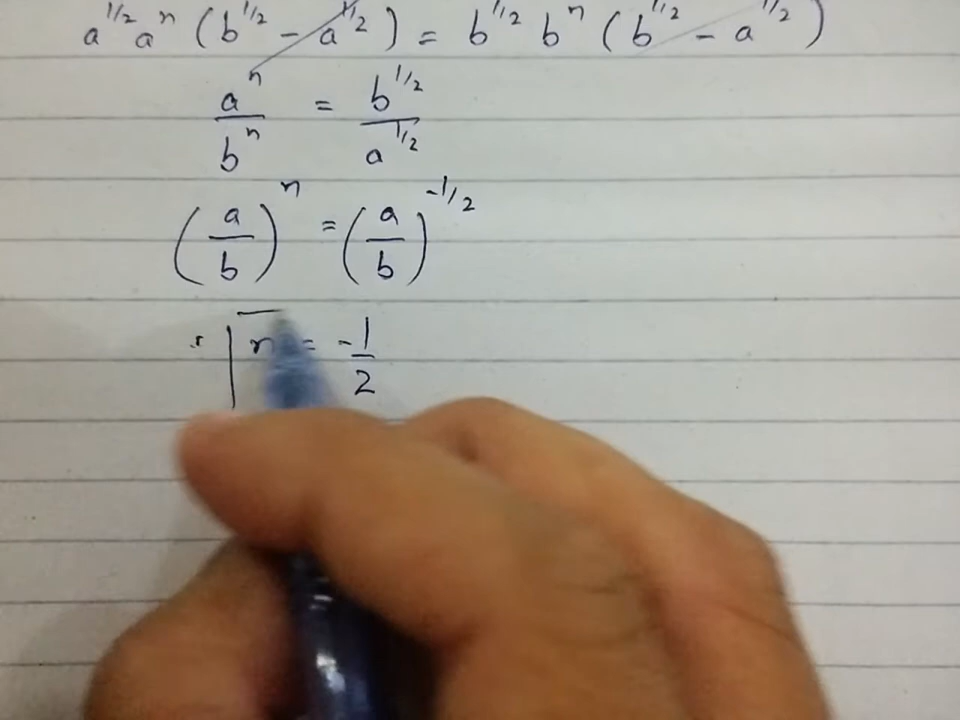 a^{1/2} a^n (b^{1/2} - a^{1/2}) = b^{1/2} b^n (b^{1/2} - a^{1/2})
a^n / b^n = b^{1/2} / a^{1/2}
(a/b)^n = (a/b)^{-1/2}
n = -1/2